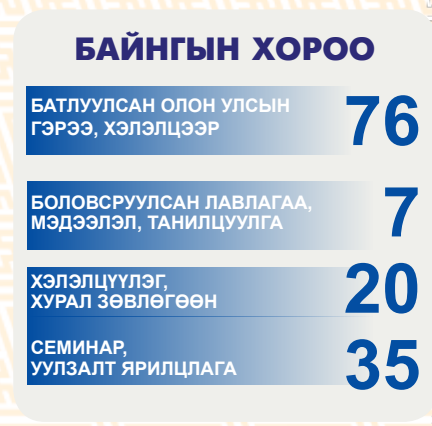 БАЙНГЫН ХОРОО
БАТЛУУЛСАН ОЛОН УЛСЫН
ГЭРЭЭ, ХЭЛЭЛЦЭЭР
76
БОЛОВСРУУЛСАН ЛАВЛАГАА,
МЭДЭЭЛЭЛ, ТАНИЛЦУУЛГА
7
ХЭЛЭЛЦҮҮЛЭГ,
ХУРАЛ ЗӨВЛӨГӨӨН
20
СЕМИНАР,
УУЛЗАЛТ ЯРИЛЦЛАГА
35